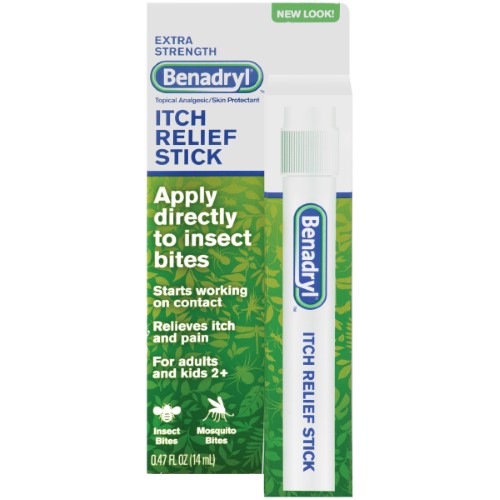 NEW LOOK!
EXTRA
STRENGTH
Benadryl™
Topical Analgesic/Skin Protectant
ITCH
RELIEF
STICK
Apply
directly
to insect
bites
Starts working
on contact
Relieves itch
and pain
For adults
and kids 2+
Insect
Bites
Mosquito
Bites
0.47 FL OZ (14 mL)
Benadryl™
ITCH RELIEF STICK